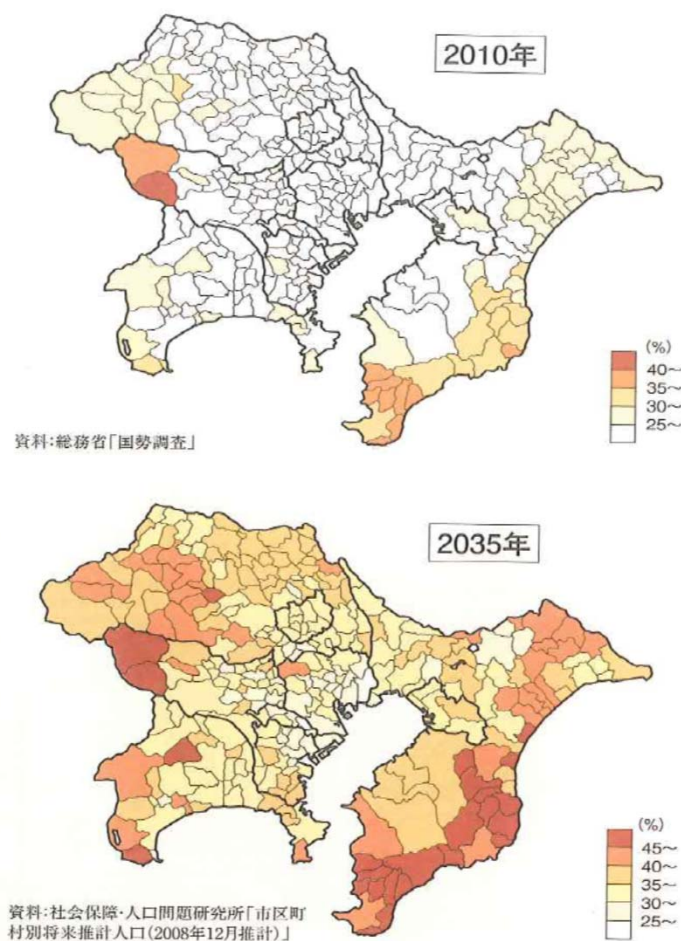 2010年
(%)
40～
35～
30～
25～
資料:総務省「国勢調査」
2035年
(%)
45～
40～
35～
30～
25～
資料:社会保障・人口問題研究所「市区町
村別将来推計人口(2008年12月推計)」